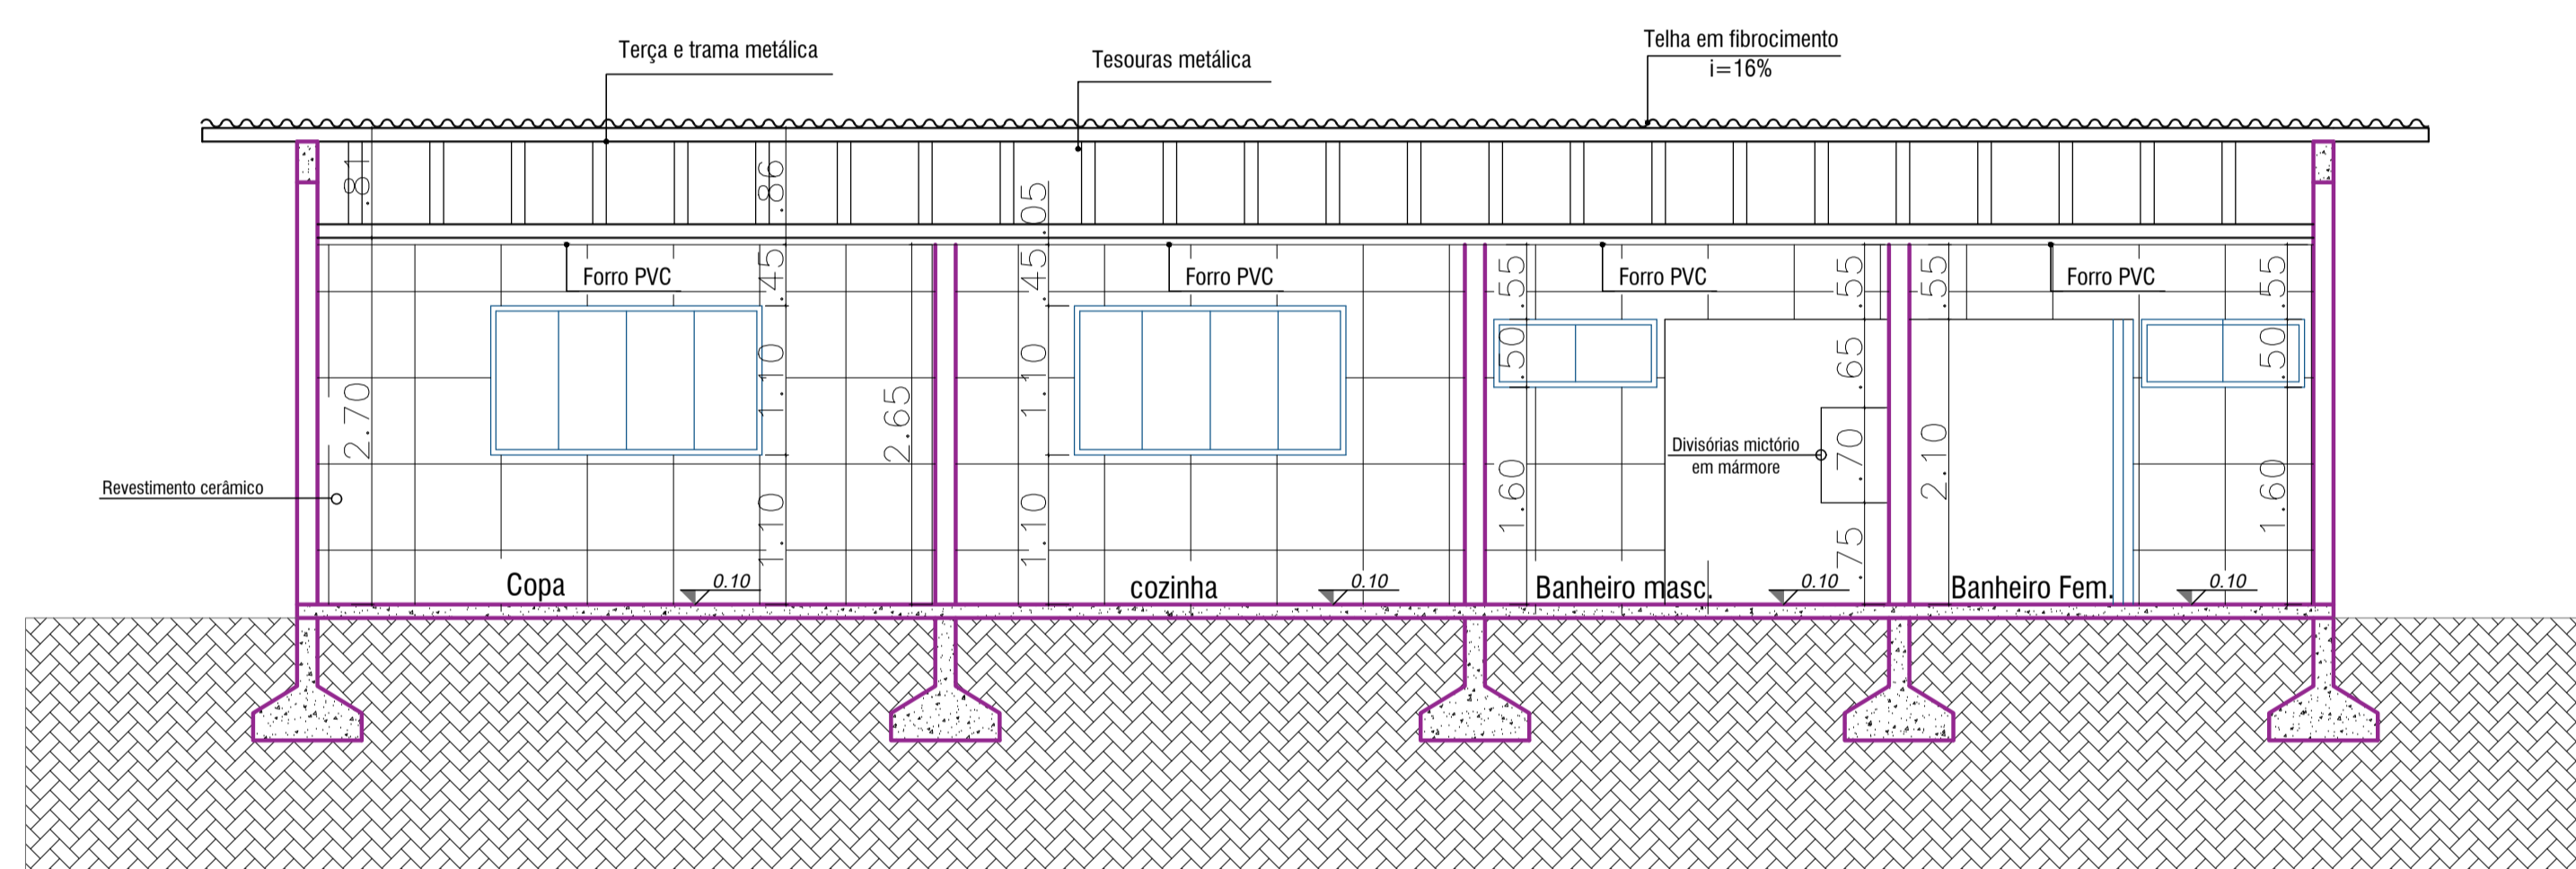 Terça e trama metálica
Tesouras metálica
Telha em fibrocimento
i=16%
.81
.86
.05
Forro PVC
.45
.45
Forro PVC
.55
Forro PVC
.55
.55
Forro PVC
.55
2.70
1.10
2.65
1.10
.50
.65
.50
Divisórias mictório
em mármore
.70
2.10
Revestimento cerâmico
1.10
1.10
1.60
.75
1.60
Copa
0.10
cozinha
0.10
Banheiro masc.
0.10
Banheiro Fem.
0.10